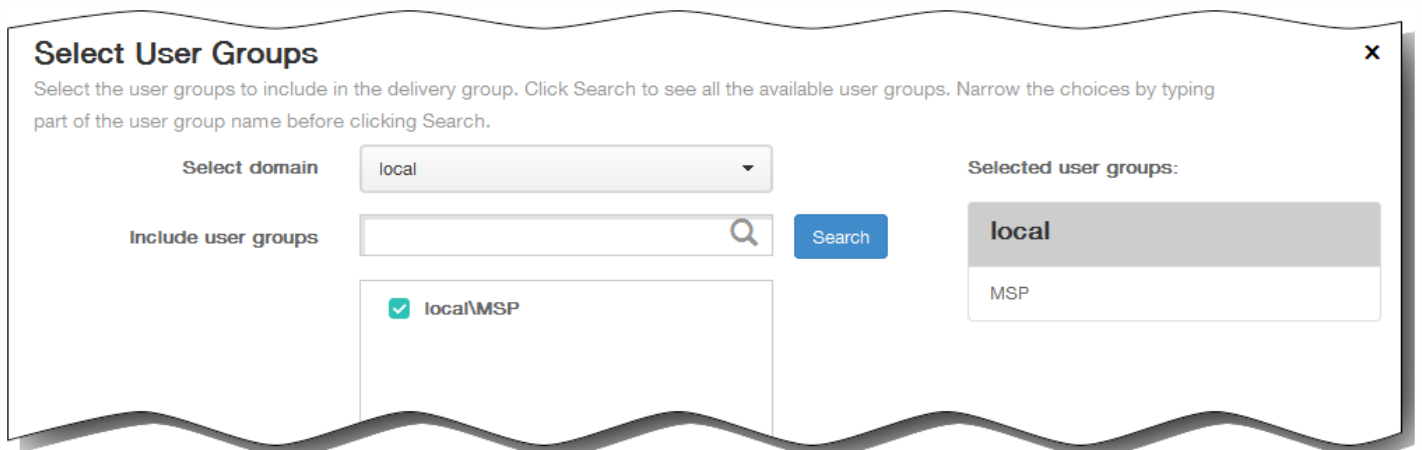 Select User Groups
x
Select the user groups to include in the delivery group. Click Search to see all the available user groups. Narrow the choices by typing
part of the user group name before clicking Search.
Select domain
local
Selected user groups:
Include user groups
Search
local
local\MSP
MSP